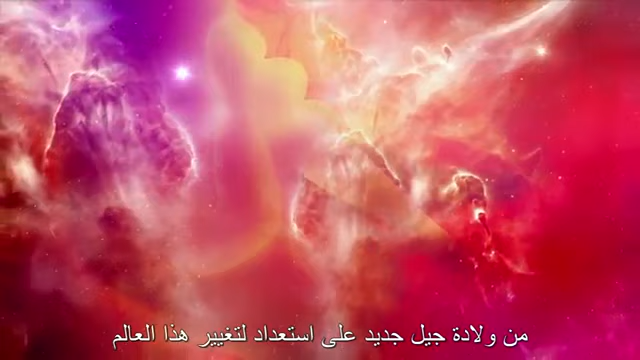 من ولادة جيل جديد على استعداد لتغيير هذا العالم